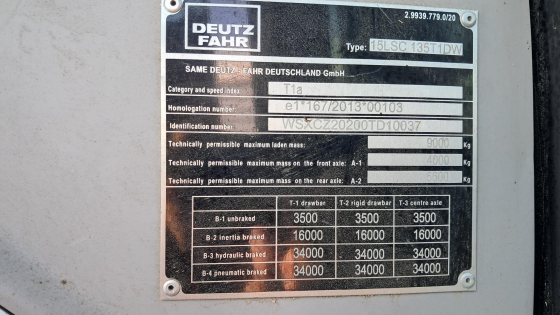 2.9939.779.0/20
DEUTZ
FAHR
Type: 15LSC 135T1DW
SAME DEUTZ - FAHR DEUTSCHLAND GmbH
Category and speed index T1a
Homologation number: e1*167/2013*00103
Identification number: WSXCZ20200TD10037
Technically permissible maximum laden mass: 9000 Kg
Technically permissible maximum mass on the front axle: A-1 4000 Kg
Technically permissible maximum mass on the rear axle: A-2 Kg
T-1 drawbar T-2 rigid drawbar T-3 centre axle
B-1 unbraked 3500 3500 3500
B-2 inertia braked 16000 16000 16000
B-3 hydraulic braked 34000 34000 34000
B-4 pneumatic braked 34000 34000 34000